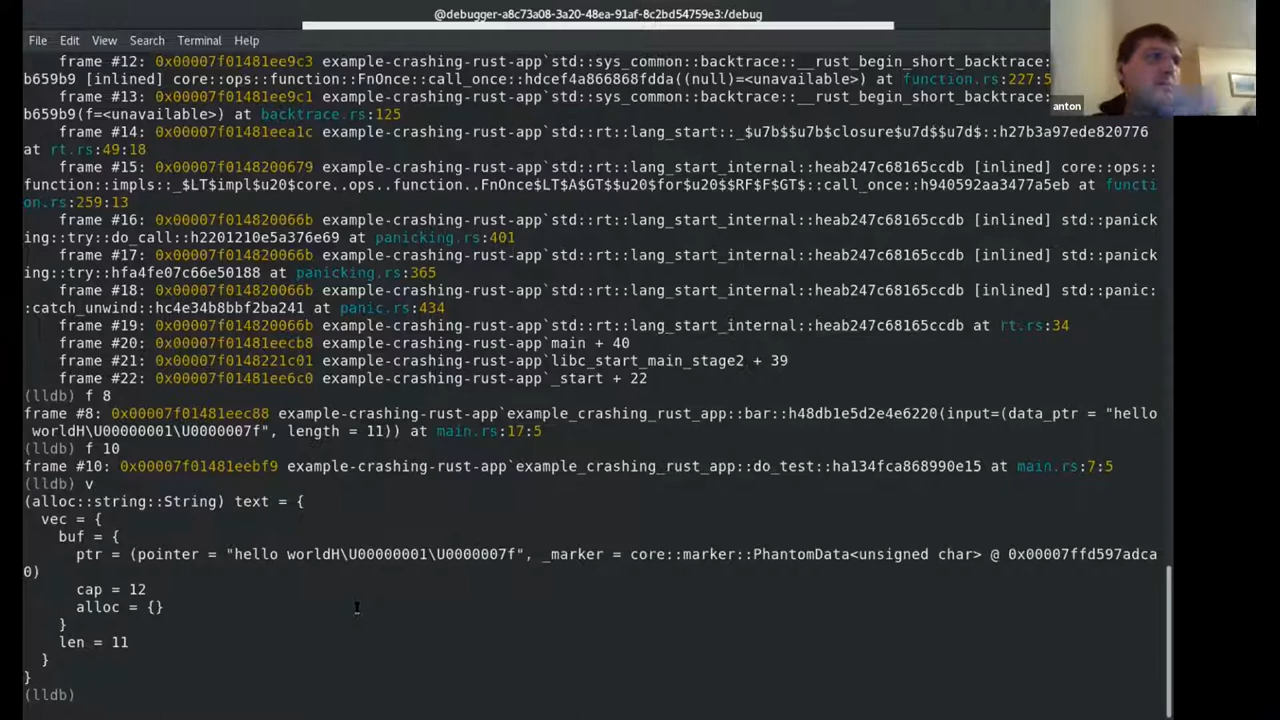 @debugger-a8c73a08-3a20-48ea-91af-8c2bd54759e3:/debug
File Edit View Search Terminal Help
frame #12: 0x00007f01481ee9c3 example-crashing-rust-app`std::sys_common::backtrace::__rust_begin_short_backtrace:
b659b9 [inlined] core::ops::function::FnOnce::call_once::hdcef4a866868fdda((null)=<unavailable>) at function.rs:227:5
frame #13: 0x00007f01481ee9c1 example-crashing-rust-app`std::sys_common::backtrace::__rust_begin_short_backtrace:
b659b9(f=<unavailable>) at backtrace.rs:125
anton
frame #14: 0x00007f01481eea1c example-crashing-rust-app`std::rt::lang_start::_$u7b$$u7b$closure$u7d$$u7d$::h27b3a97ede820776
at rt.rs:49:18
frame #15: 0x00007f0148200679 example-crashing-rust-app`std::rt::lang_start_internal::heab247c68165ccdb [inlined] core::ops::
function::impls::_$LT$impl$u20$core..ops..function..FnOnce$LT$A$GT$$u20$for$u20$$RF$F$GT$::call_once::h940592aa3477a5eb at functi
on.rs:259:13
frame #16: 0x00007f014820066b example-crashing-rust-app`std::rt::lang_start_internal::heab247c68165ccdb [inlined] std::panick
ing::try::do_call::h2201210e5a376e69 at panicking.rs:401
frame #17: 0x00007f014820066b example-crashing-rust-app`std::rt::lang_start_internal::heab247c68165ccdb [inlined] std::panick
ing::try::hfa4fe07c66e50188 at panicking.rs:365
frame #18: 0x00007f014820066b example-crashing-rust-app`std::rt::lang_start_internal::heab247c68165ccdb [inlined] std::panic:
:catch_unwind::hc4e34b8bbf2ba241 at panic.rs:434
frame #19: 0x00007f014820066b example-crashing-rust-app`std::rt::lang_start_internal::heab247c68165ccdb at rt.rs:34
frame #20: 0x00007f01481eecb8 example-crashing-rust-app`main + 40
frame #21: 0x00007f0148221c01 example-crashing-rust-app`libc_start_main_stage2 + 39
frame #22: 0x00007f01481ee6c0 example-crashing-rust-app`_start + 22
(lldb) f 8
frame #8: 0x00007f01481eec88 example-crashing-rust-app`example_crashing_rust_app::bar::h48db1e5d2e4e6220(input=(data_ptr = "hello
worldH\U00000001\U0000007f", length = 11)) at main.rs:17:5
(lldb) f 10
frame #10: 0x00007f01481eebf9 example-crashing-rust-app`example_crashing_rust_app::do_test::ha134fca868990e15 at main.rs:7:5
(lldb) v
(alloc::string::String) text = {
vec = {
buf = {
ptr = (pointer = "hello worldH\U00000001\U0000007f", _marker = core::marker::PhantomData<unsigned char> @ 0x00007ffd597adca
0)
cap = 12
alloc = {}
}
len = 11
}
}
(lldb)